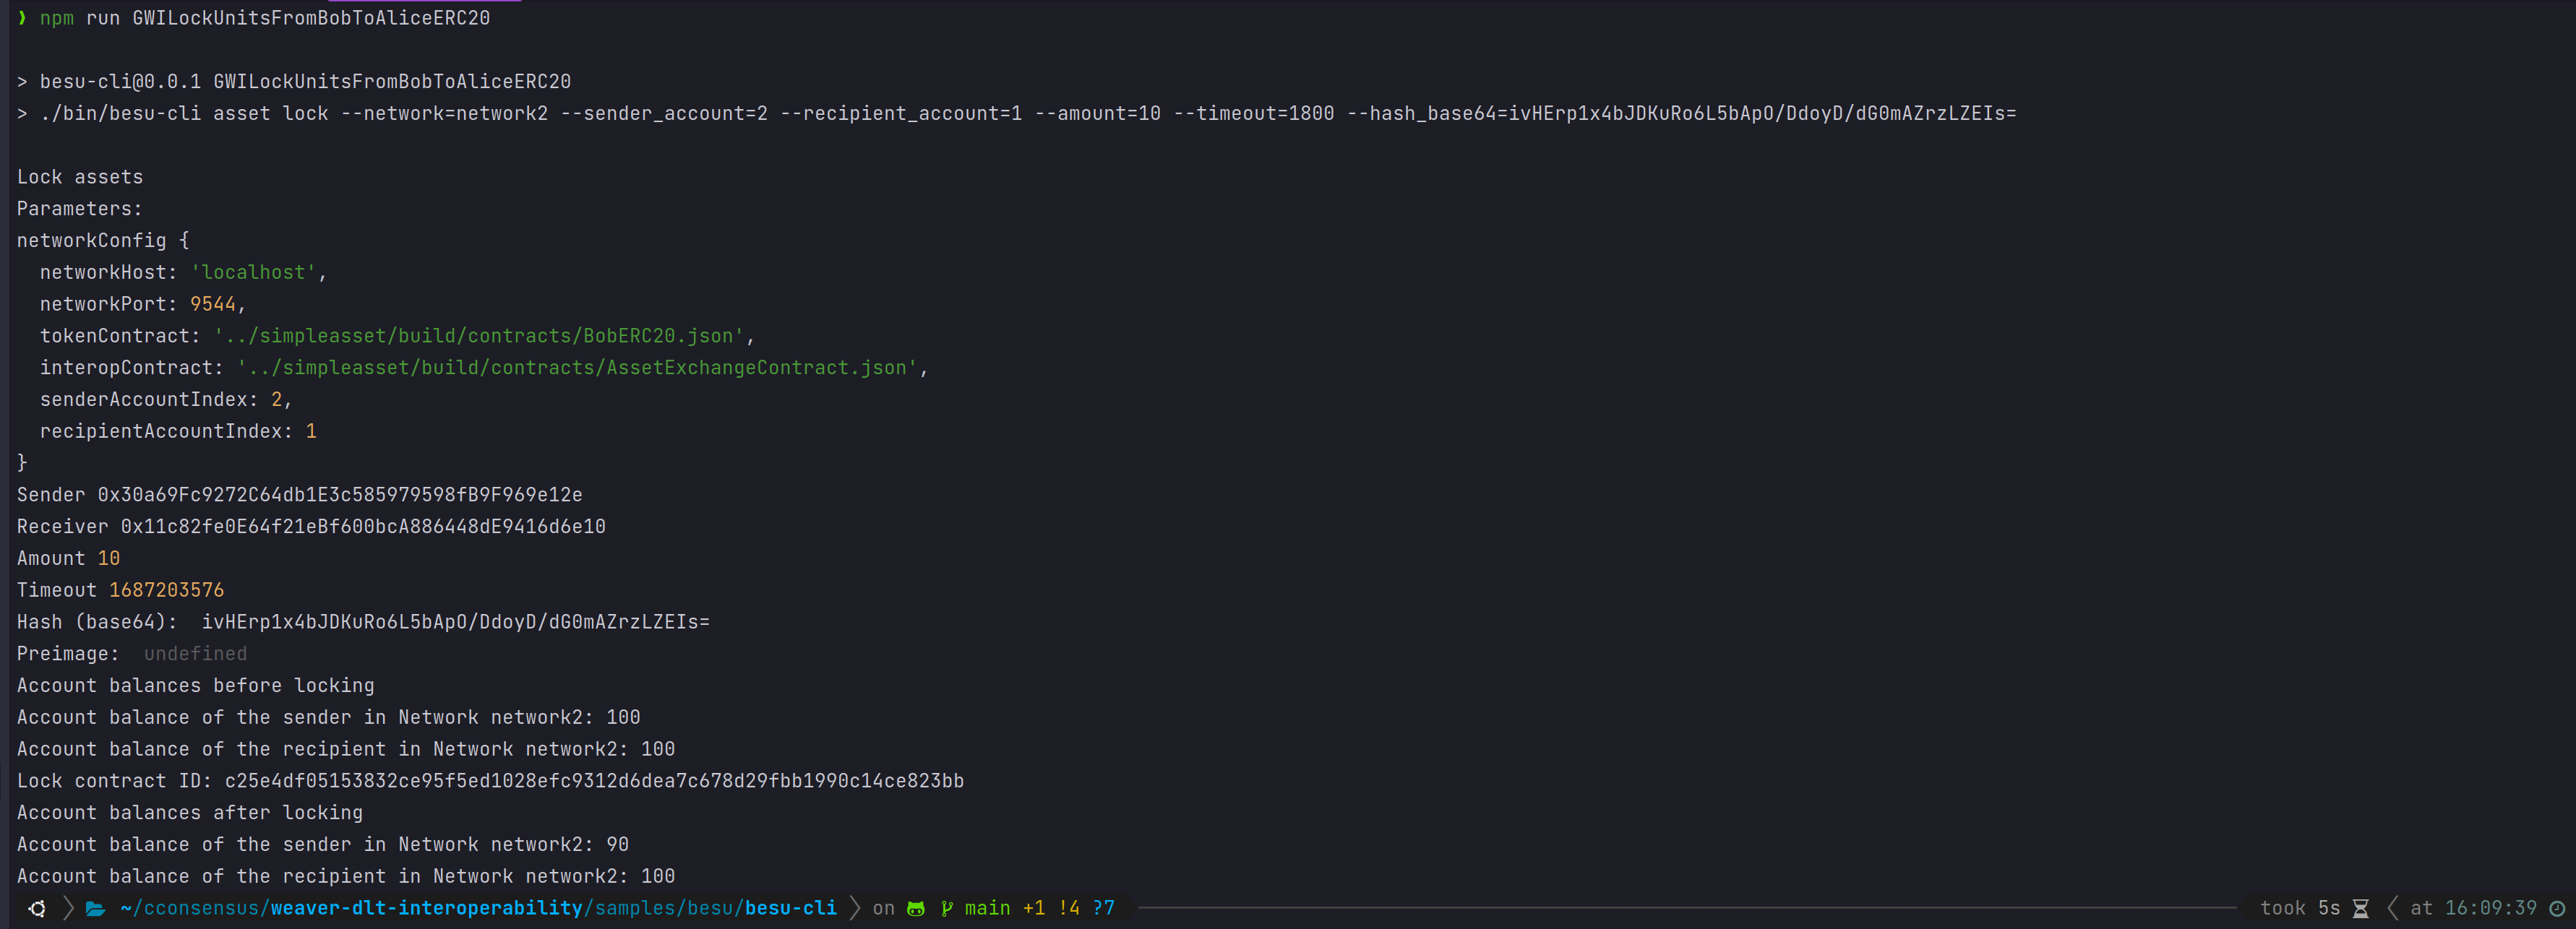 ❯ npm run GWILockUnitsFromBobToAliceERC20
> besu-cli@0.0.1 GWILockUnitsFromBobToAliceERC20
> ./bin/besu-cli asset lock --network=network2 --sender_account=2 --recipient_account=1 --amount=10 --timeout=1800 --hash_base64=ivHErp1x4bJDKuRo6L5bApO/DdoyD/dG0mAZrzLZEIs=
Lock assets
Parameters:
networkConfig {
  networkHost: 'localhost',
  networkPort: 9544,
  tokenContract: '../simpleasset/build/contracts/BobERC20.json',
  interopContract: '../simpleasset/build/contracts/AssetExchangeContract.json',
  senderAccountIndex: 2,
  recipientAccountIndex: 1
}
Sender 0x30a69Fc9272C64db1E3c585979598fB9F969e12e
Receiver 0x11c82fe0E64f21eBf600bcA886448dE9416d6e10
Amount 10
Timeout 1687203576
Hash (base64):  ivHErp1x4bJDKuRo6L5bApO/DdoyD/dG0mAZrzLZEIs=
Preimage:  undefined
Account balances before locking
Account balance of the sender in Network network2: 100
Account balance of the recipient in Network network2: 100
Lock contract ID: c25e4df05153832ce95f5ed1028efc9312d6dea7c678d29fbb1990c14ce823bb
Account balances after locking
Account balance of the sender in Network network2: 90
Account balance of the recipient in Network network2: 100
~/cconsensus/weaver-dlt-interoperability/samples/besu/besu-cli on main +1 !4 ?7 took 5s at 16:09:39